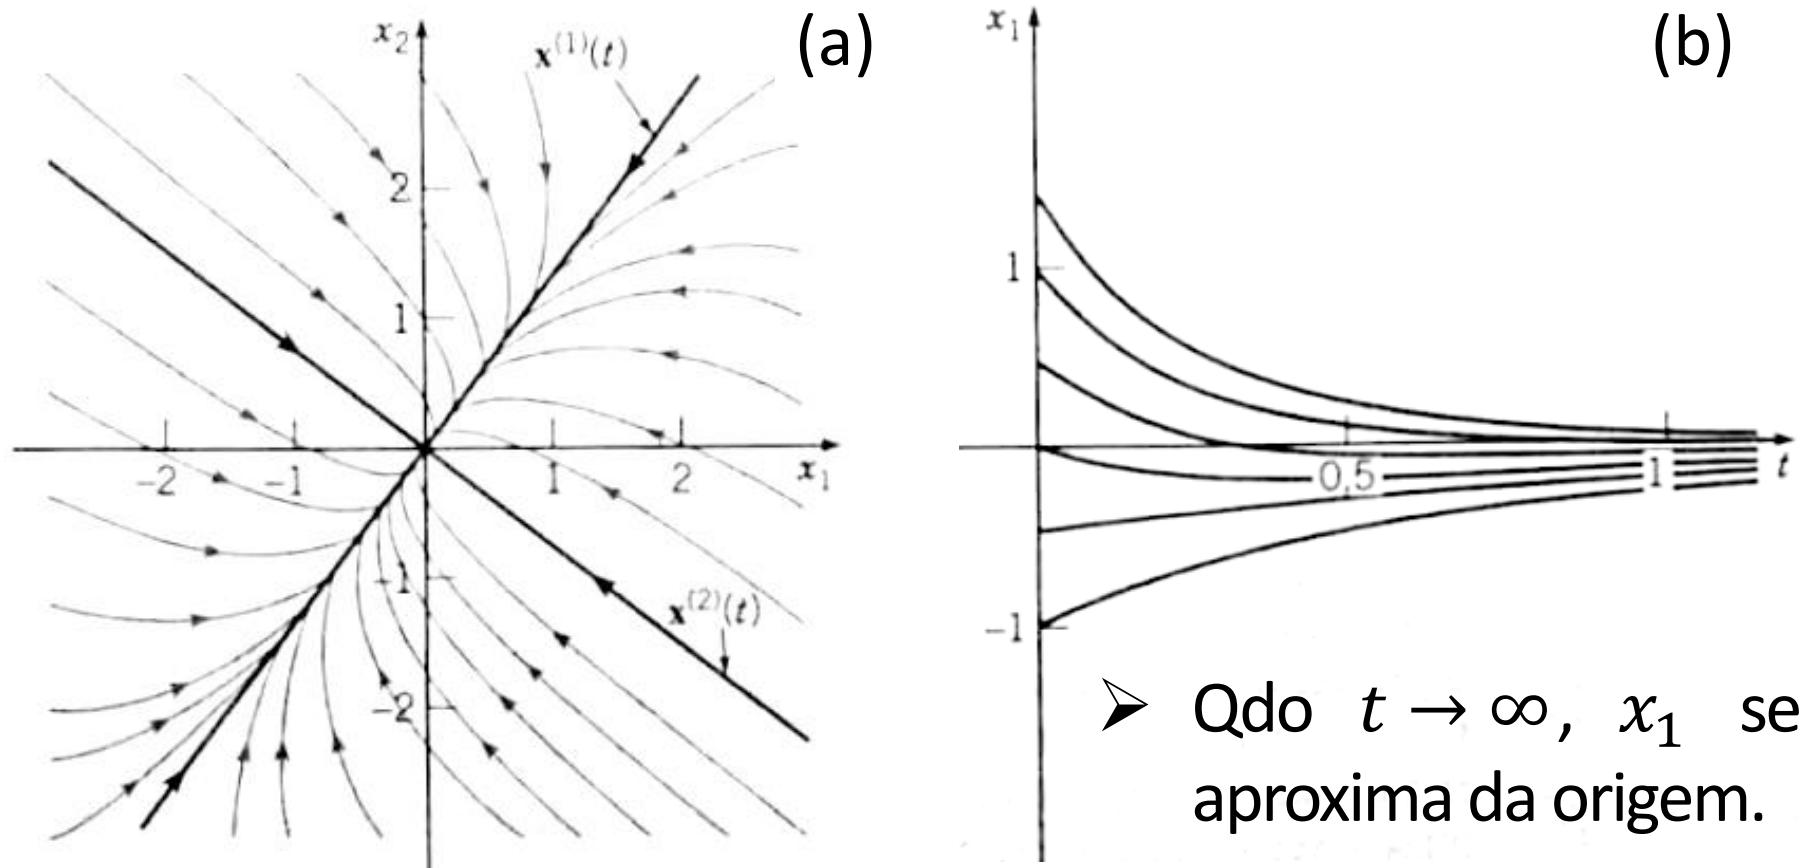 x₂
x⁽¹⁾(t)
(a)
2
1
-2
-1
1
2
x₁
-1
x⁽²⁾(t)
-2
x₁
(b)
1
0,5
1
t
-1
➢ Qdo t → ∞, x₁ se
aproxima da origem.